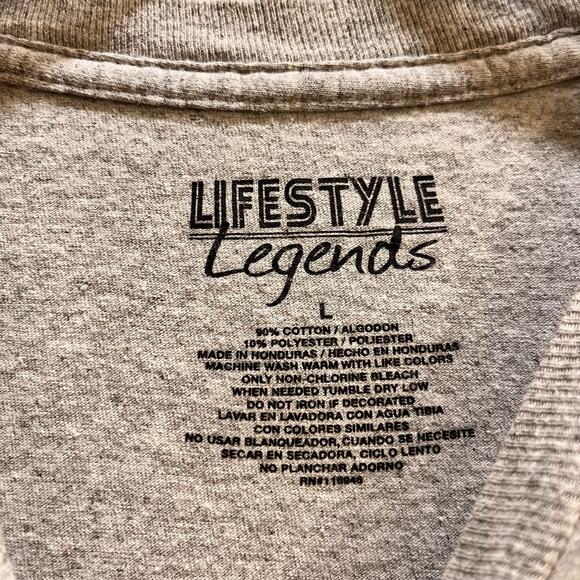 LIFESTYLE
Legends
L
90% COTTON / ALGODON
10% POLYESTER / POLIESTER
MADE IN HONDURAS / HECHO EN HONDURAS
MACHINE WASH WARM WITH LIKE COLORS
ONLY NON-CHLORINE BLEACH
WHEN NEEDED TUMBLE DRY LOW
DO NOT IRON IF DECORATED
LAVAR EN LAVADORA CON AGUA TIBIA
CON COLORES SIMILARES
NO USAR BLANQUEADOR, CUANDO SE NECESITE
SECAR EN SECADORA, CICLO LENTO
NO PLANCHAR ADORNO
RN#116946